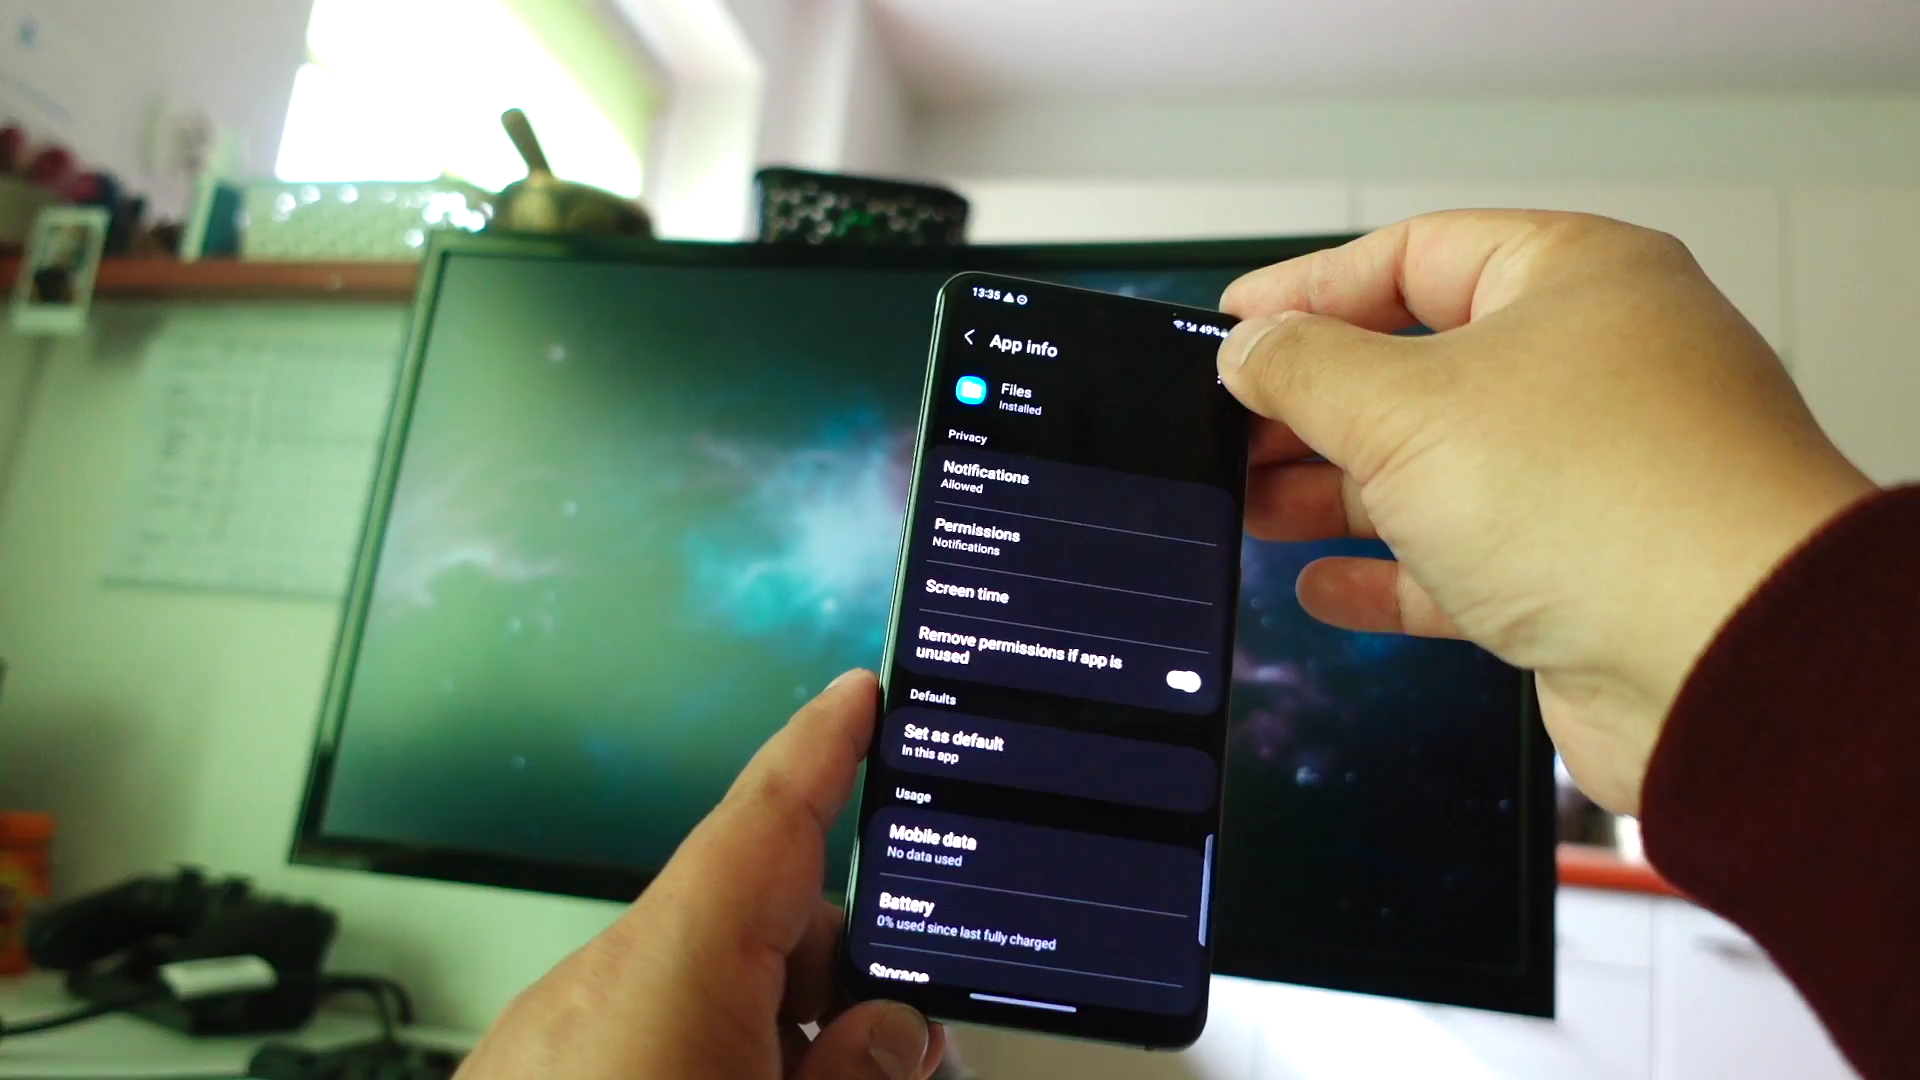 13:35
49%
App info
Files
Installed
Privacy
Notifications
Allowed
Permissions
Notifications
Screen time
Remove permissions if app is
unused
Defaults
Set as default
In this app
Usage
Mobile data
No data used
Battery
0% used since last fully charged
Storage